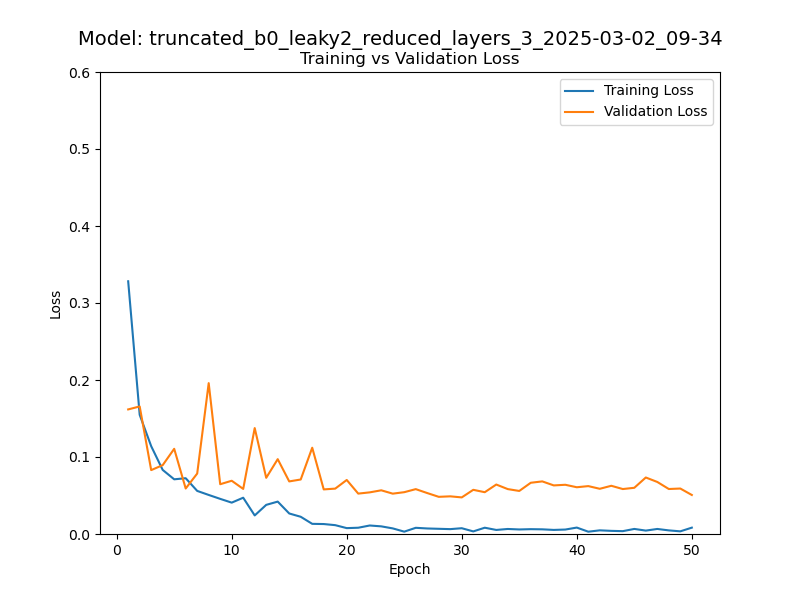 Model: truncated_b0_leaky2_reduced_layers_3_2025-03-02_09-34
Training vs Validation Loss
Training Loss
Validation Loss
0.6
0.5
0.4
0.3
0.2
0.1
0.0
Loss
0
10
20
30
40
50
Epoch